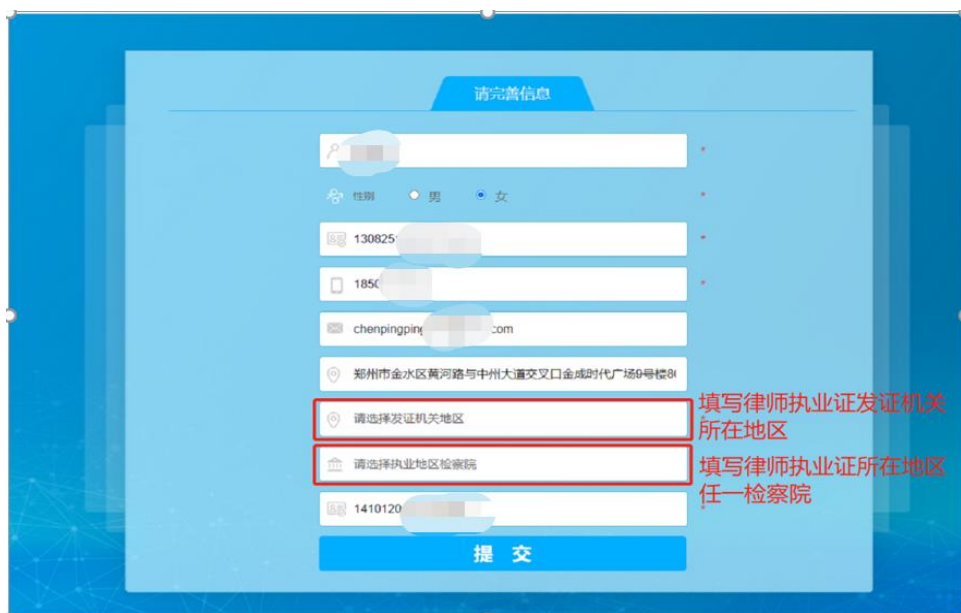 请完善信息
*
性别 男 女 *
130825 *
1850 *
chenpingping com
郑州市金水区黄河路与中州大道交叉口金成时代广场9号楼8
请选择发证机关地区
填写律师执业证发证机关
所在地区
请选择执业地区检察院
填写律师执业证所在地区
任一检察院
1410120
提 交